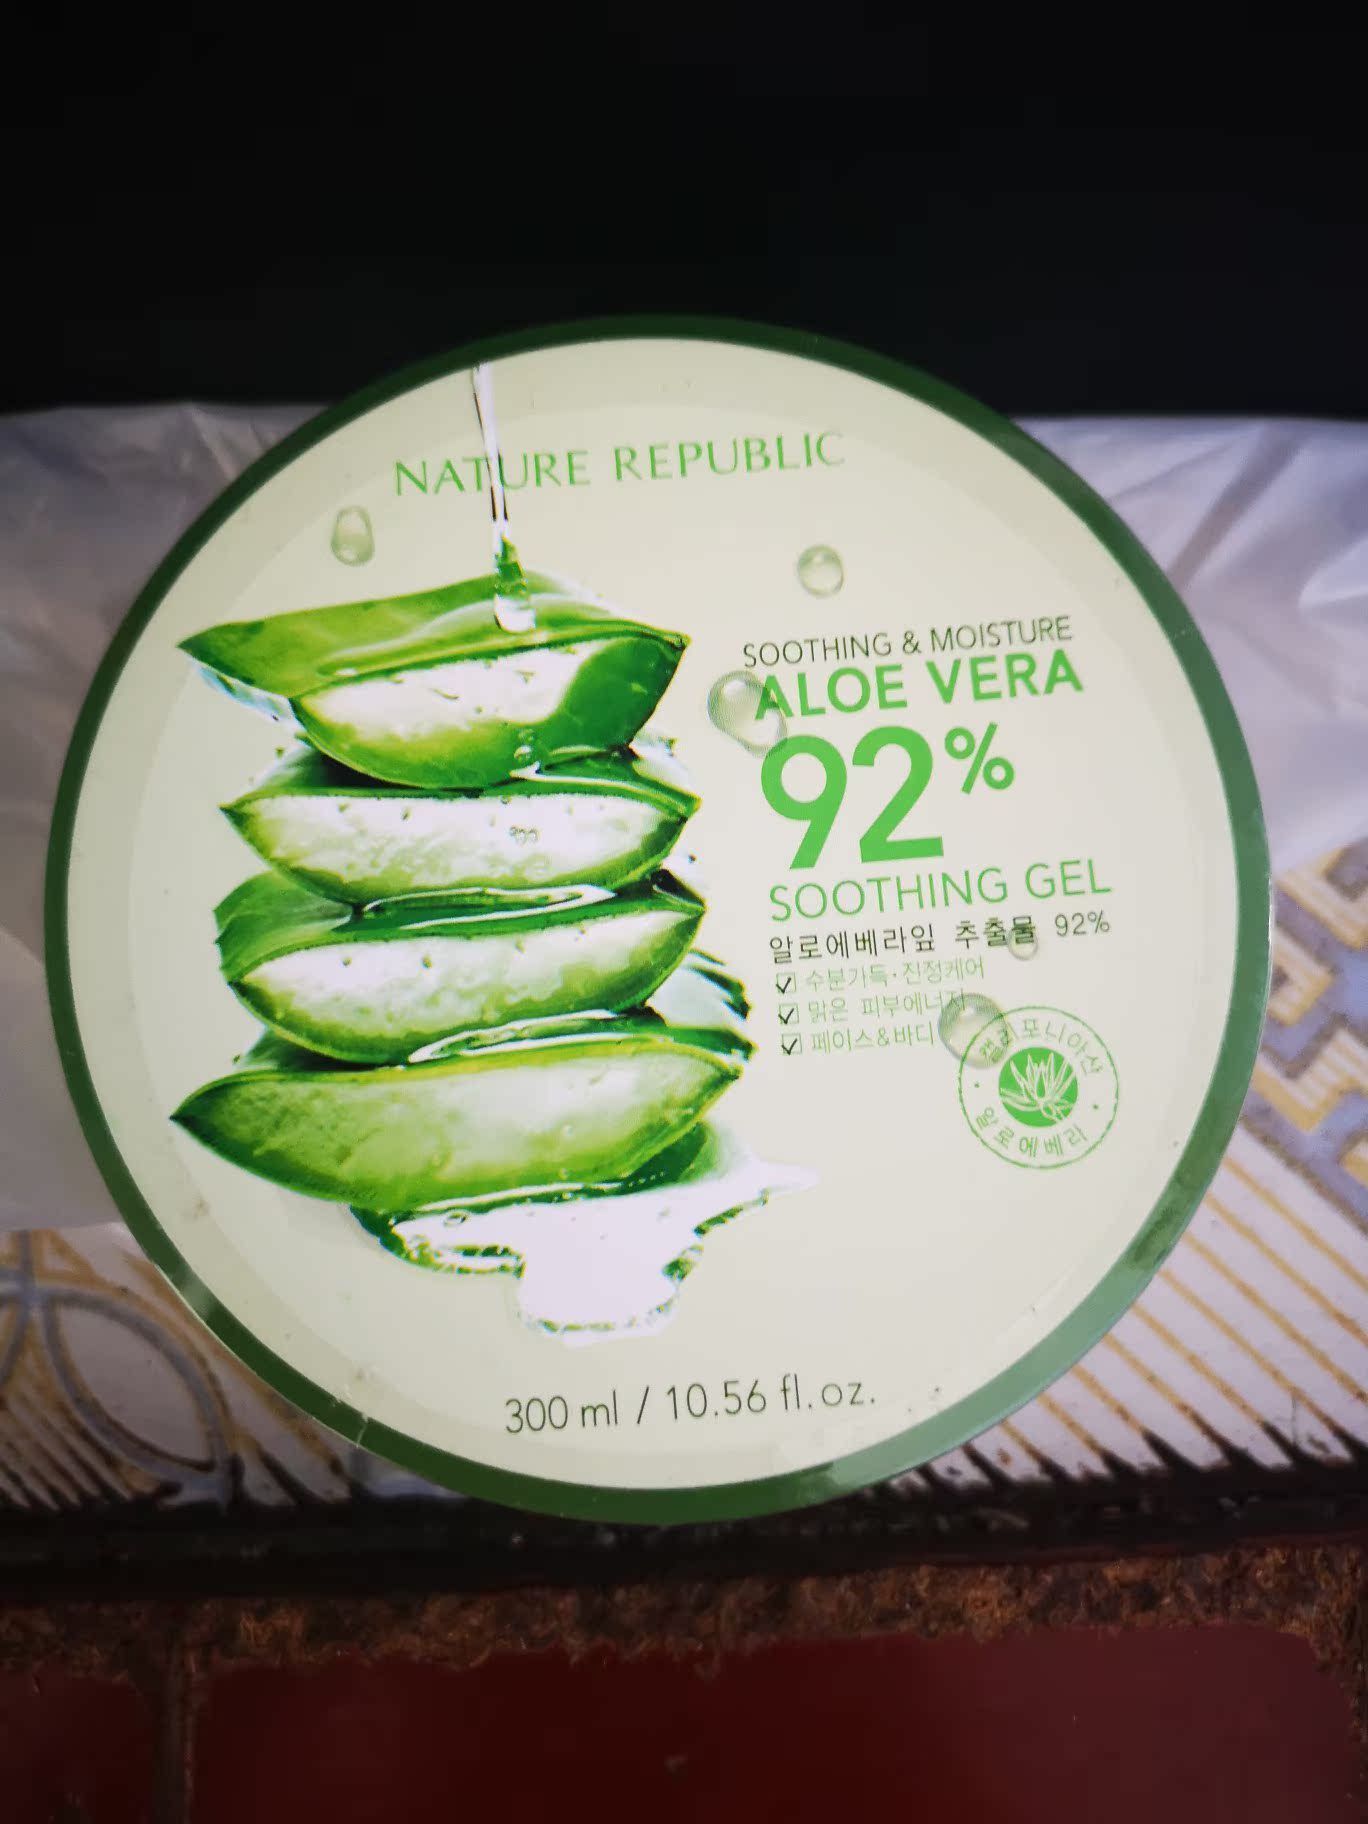 NATURE REPUBLIC
SOOTHING & MOISTURE
ALOE VERA
92%
SOOTHING GEL
알로에베라잎 추출물 92%
수분가득·진정케어
맑은 피부에너지
페이스&바디
캘리포니아산
알로에베라
300 ml / 10.56 fl.oz.